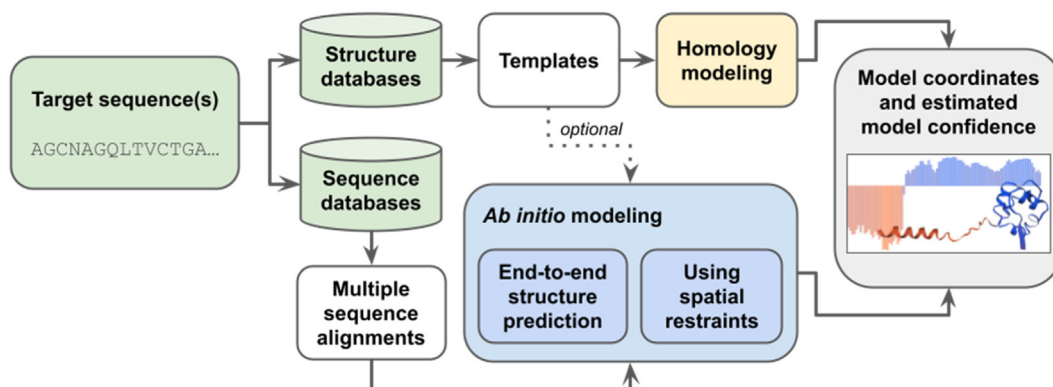 Target sequence(s)
AGCNAGQLTVCTGA...
Structure
databases
Sequence
databases
Multiple
sequence
alignments
Templates
optional
Homology
modeling
Ab initio modeling
End-to-end
structure
prediction
Using
spatial
restraints
Model coordinates
and estimated
model confidence